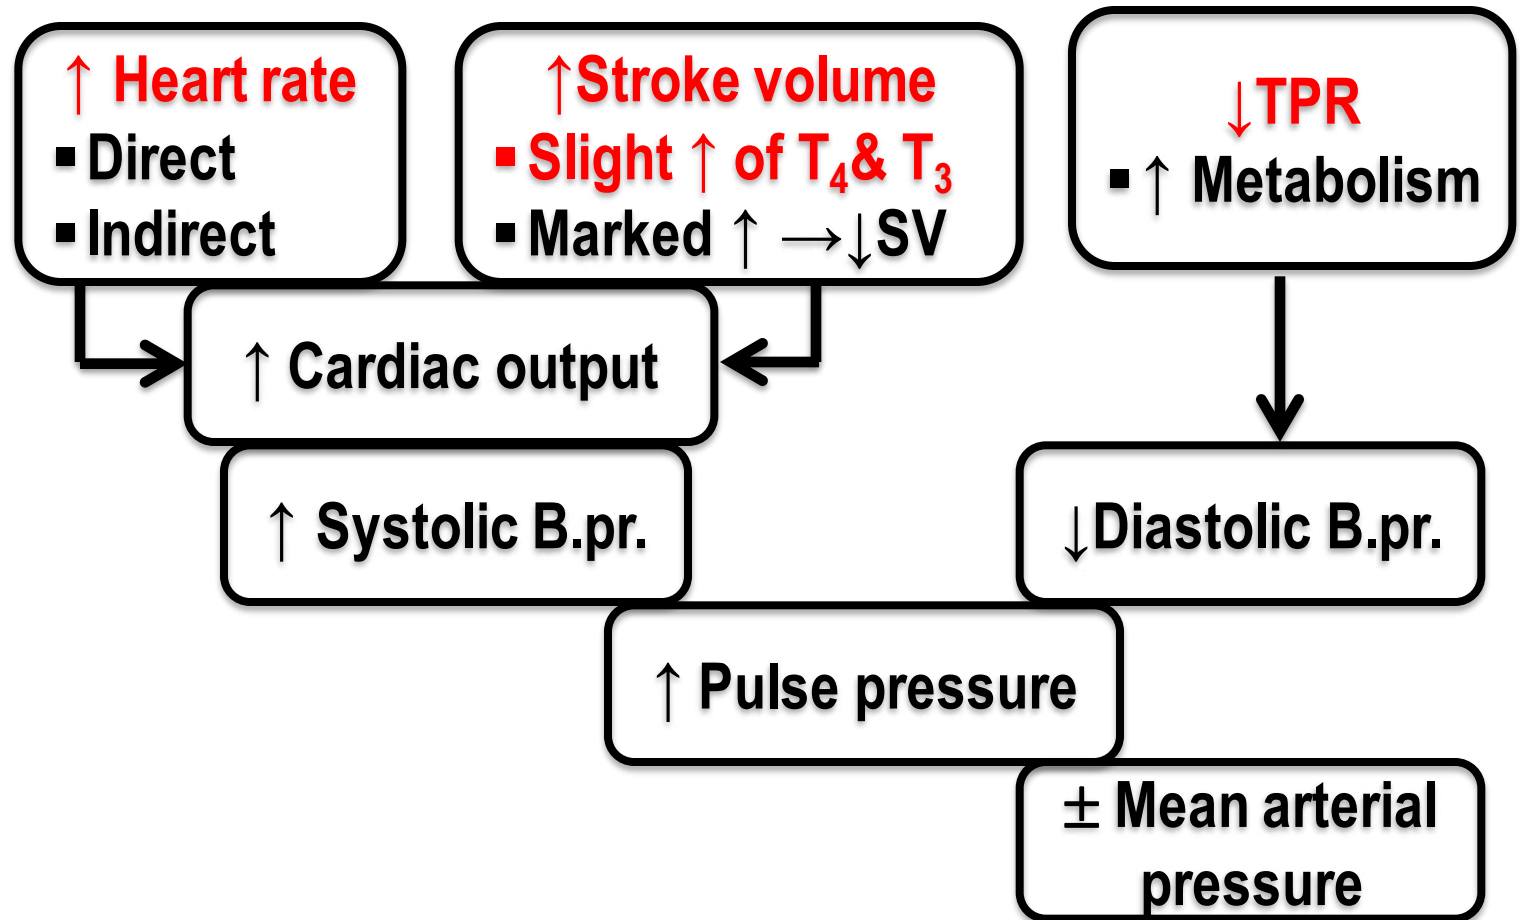 ↑ Heart rate
▪ Direct
▪ Indirect
↑Stroke volume
▪ Slight ↑ of T₄& T₃
▪ Marked ↑ →↓SV
↓TPR
▪ ↑ Metabolism
↑ Cardiac output
↑ Systolic B.pr.
↓Diastolic B.pr.
↑ Pulse pressure
± Mean arterial
pressure